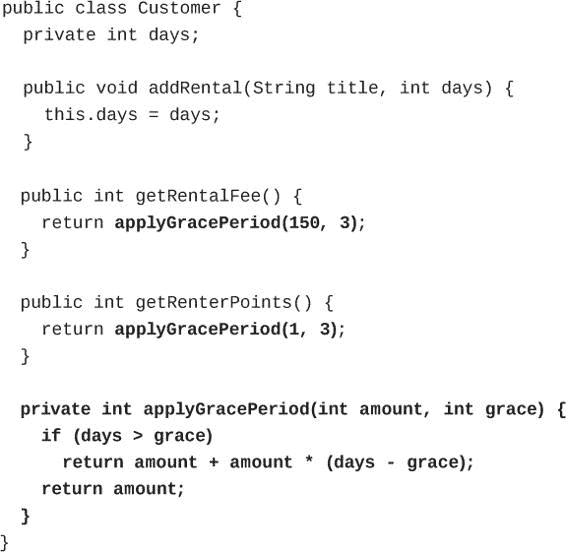 public class Customer {
private int days;
public void addRental(String title, int days) {
this.days = days;
}
public int getRentalFee() {
return applyGracePeriod(150, 3);
}
public int getRenterPoints() {
return applyGracePeriod(1, 3);
}
private int applyGracePeriod(int amount, int grace) {
if (days > grace)
return amount + amount * (days - grace);
return amount;
}
}